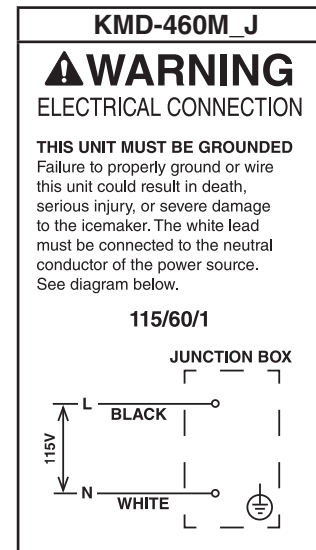 KMD-460M_J
WARNING
ELECTRICAL CONNECTION
THIS UNIT MUST BE GROUNDED
Failure to properly ground or wire
this unit could result in death,
serious injury, or severe damage
to the icemaker. The white lead
must be connected to the neutral
conductor of the power source.
See diagram below.
115/60/1
JUNCTION BOX
L
BLACK
115V
N
WHITE